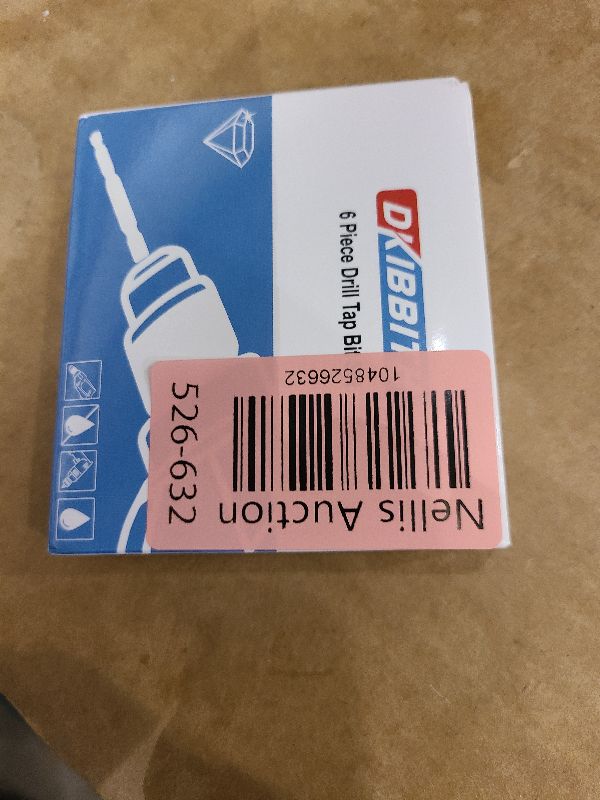 DKIBBIT
6 Piece Drill Tap Bit
1048526632
Nellis Auction
526-632